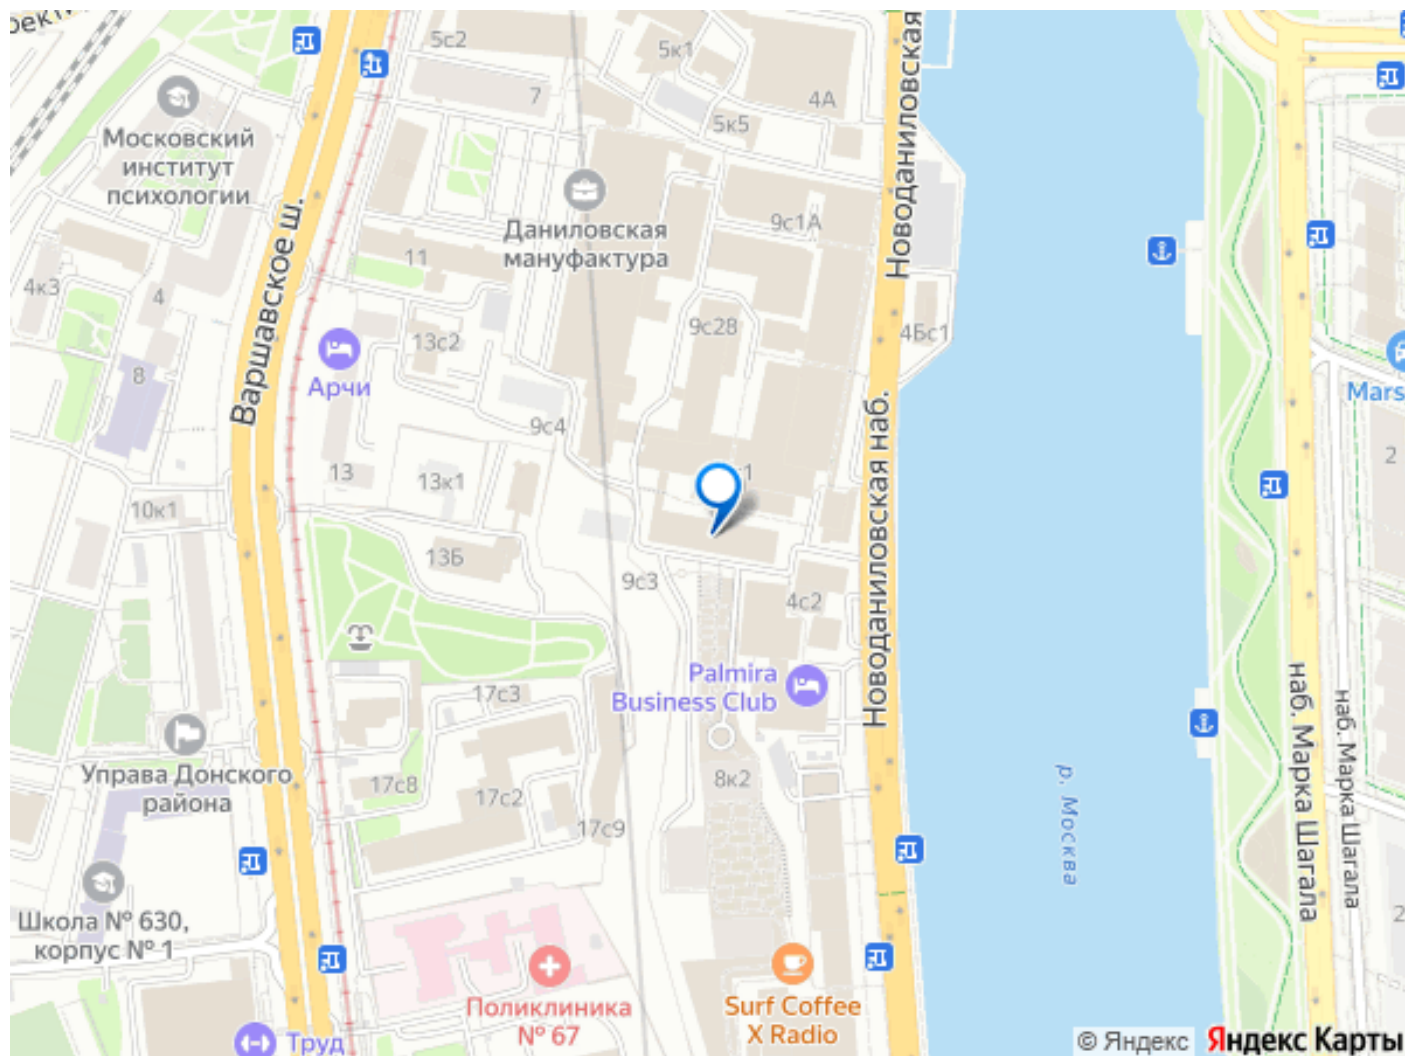 5с2
5к1
7
4А
5к5
Московский
институт
психологии
Новоданиловская
Даниловская
мануфактура
9с1А
11
4к3
4
Варшавское ш.
9с28
13с2
4Бс1
Арчи
8
Mars
9с4
2
13
13к1
10к1
Новоданиловская наб.
13Б
9с3
4с2
Palmira
Business Club
17с3
наб. Марка Шагала
наб. Марка Шагала
Управа Донского
района
17с8
17с2
8к2
17с9
р. Москва
Школа № 630,
корпус № 1
Поликлиника
№ 67
Surf Coffee
X Radio
Труд
© Яндекс
Яндекс Карты